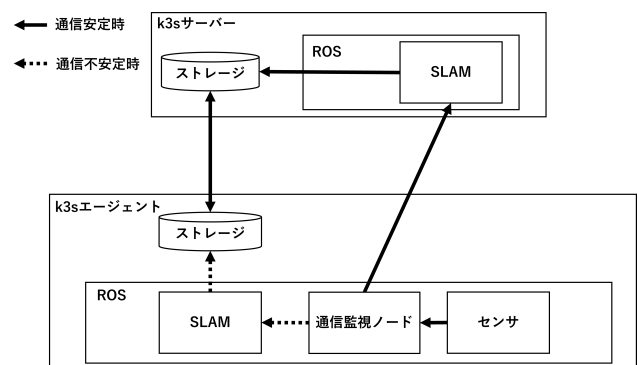 通信安定時
通信不安定時
k3sサーバー
ROS
ストレージ
SLAM
k3sエージェント
ストレージ
ROS
SLAM
通信監視ノード
センサ